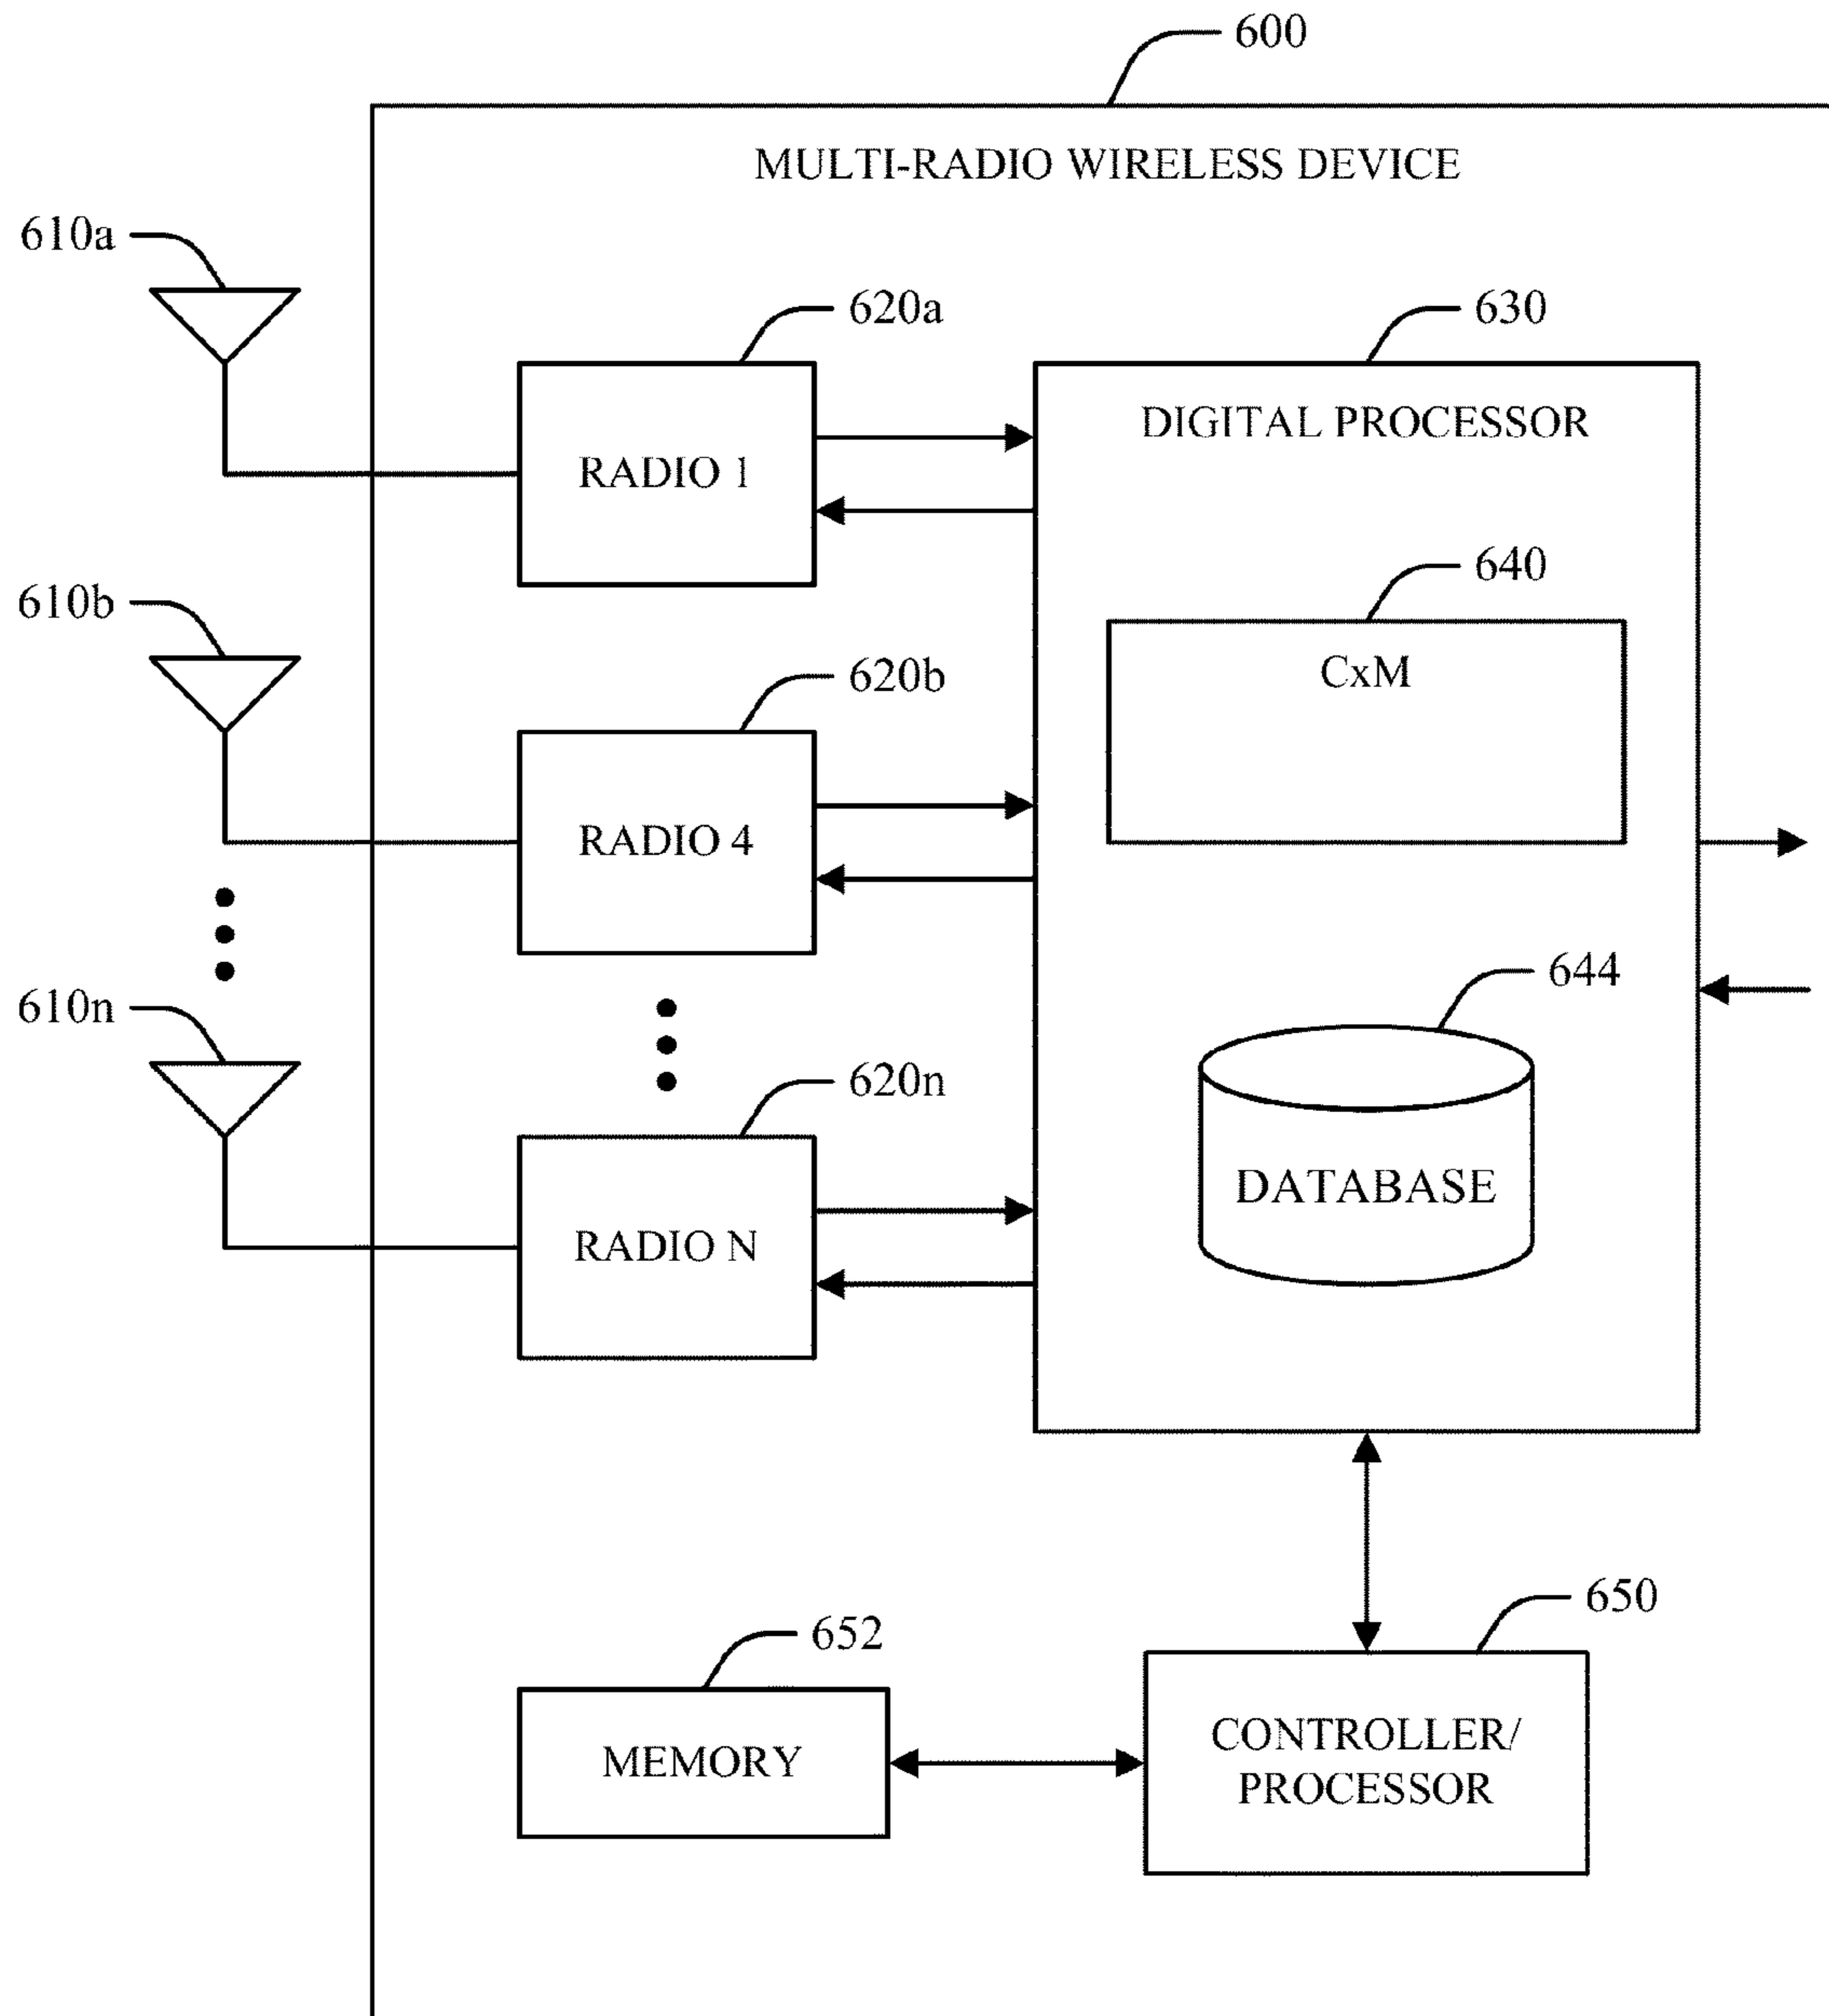 600
MULTI-RADIO WIRELESS DEVICE
610a
620a
630
RADIO 1
DIGITAL PROCESSOR
610b
640
CxM
620b
RADIO 4
644
610n
620n
RADIO N
DATABASE
650
652
MEMORY
CONTROLLER/
PROCESSOR